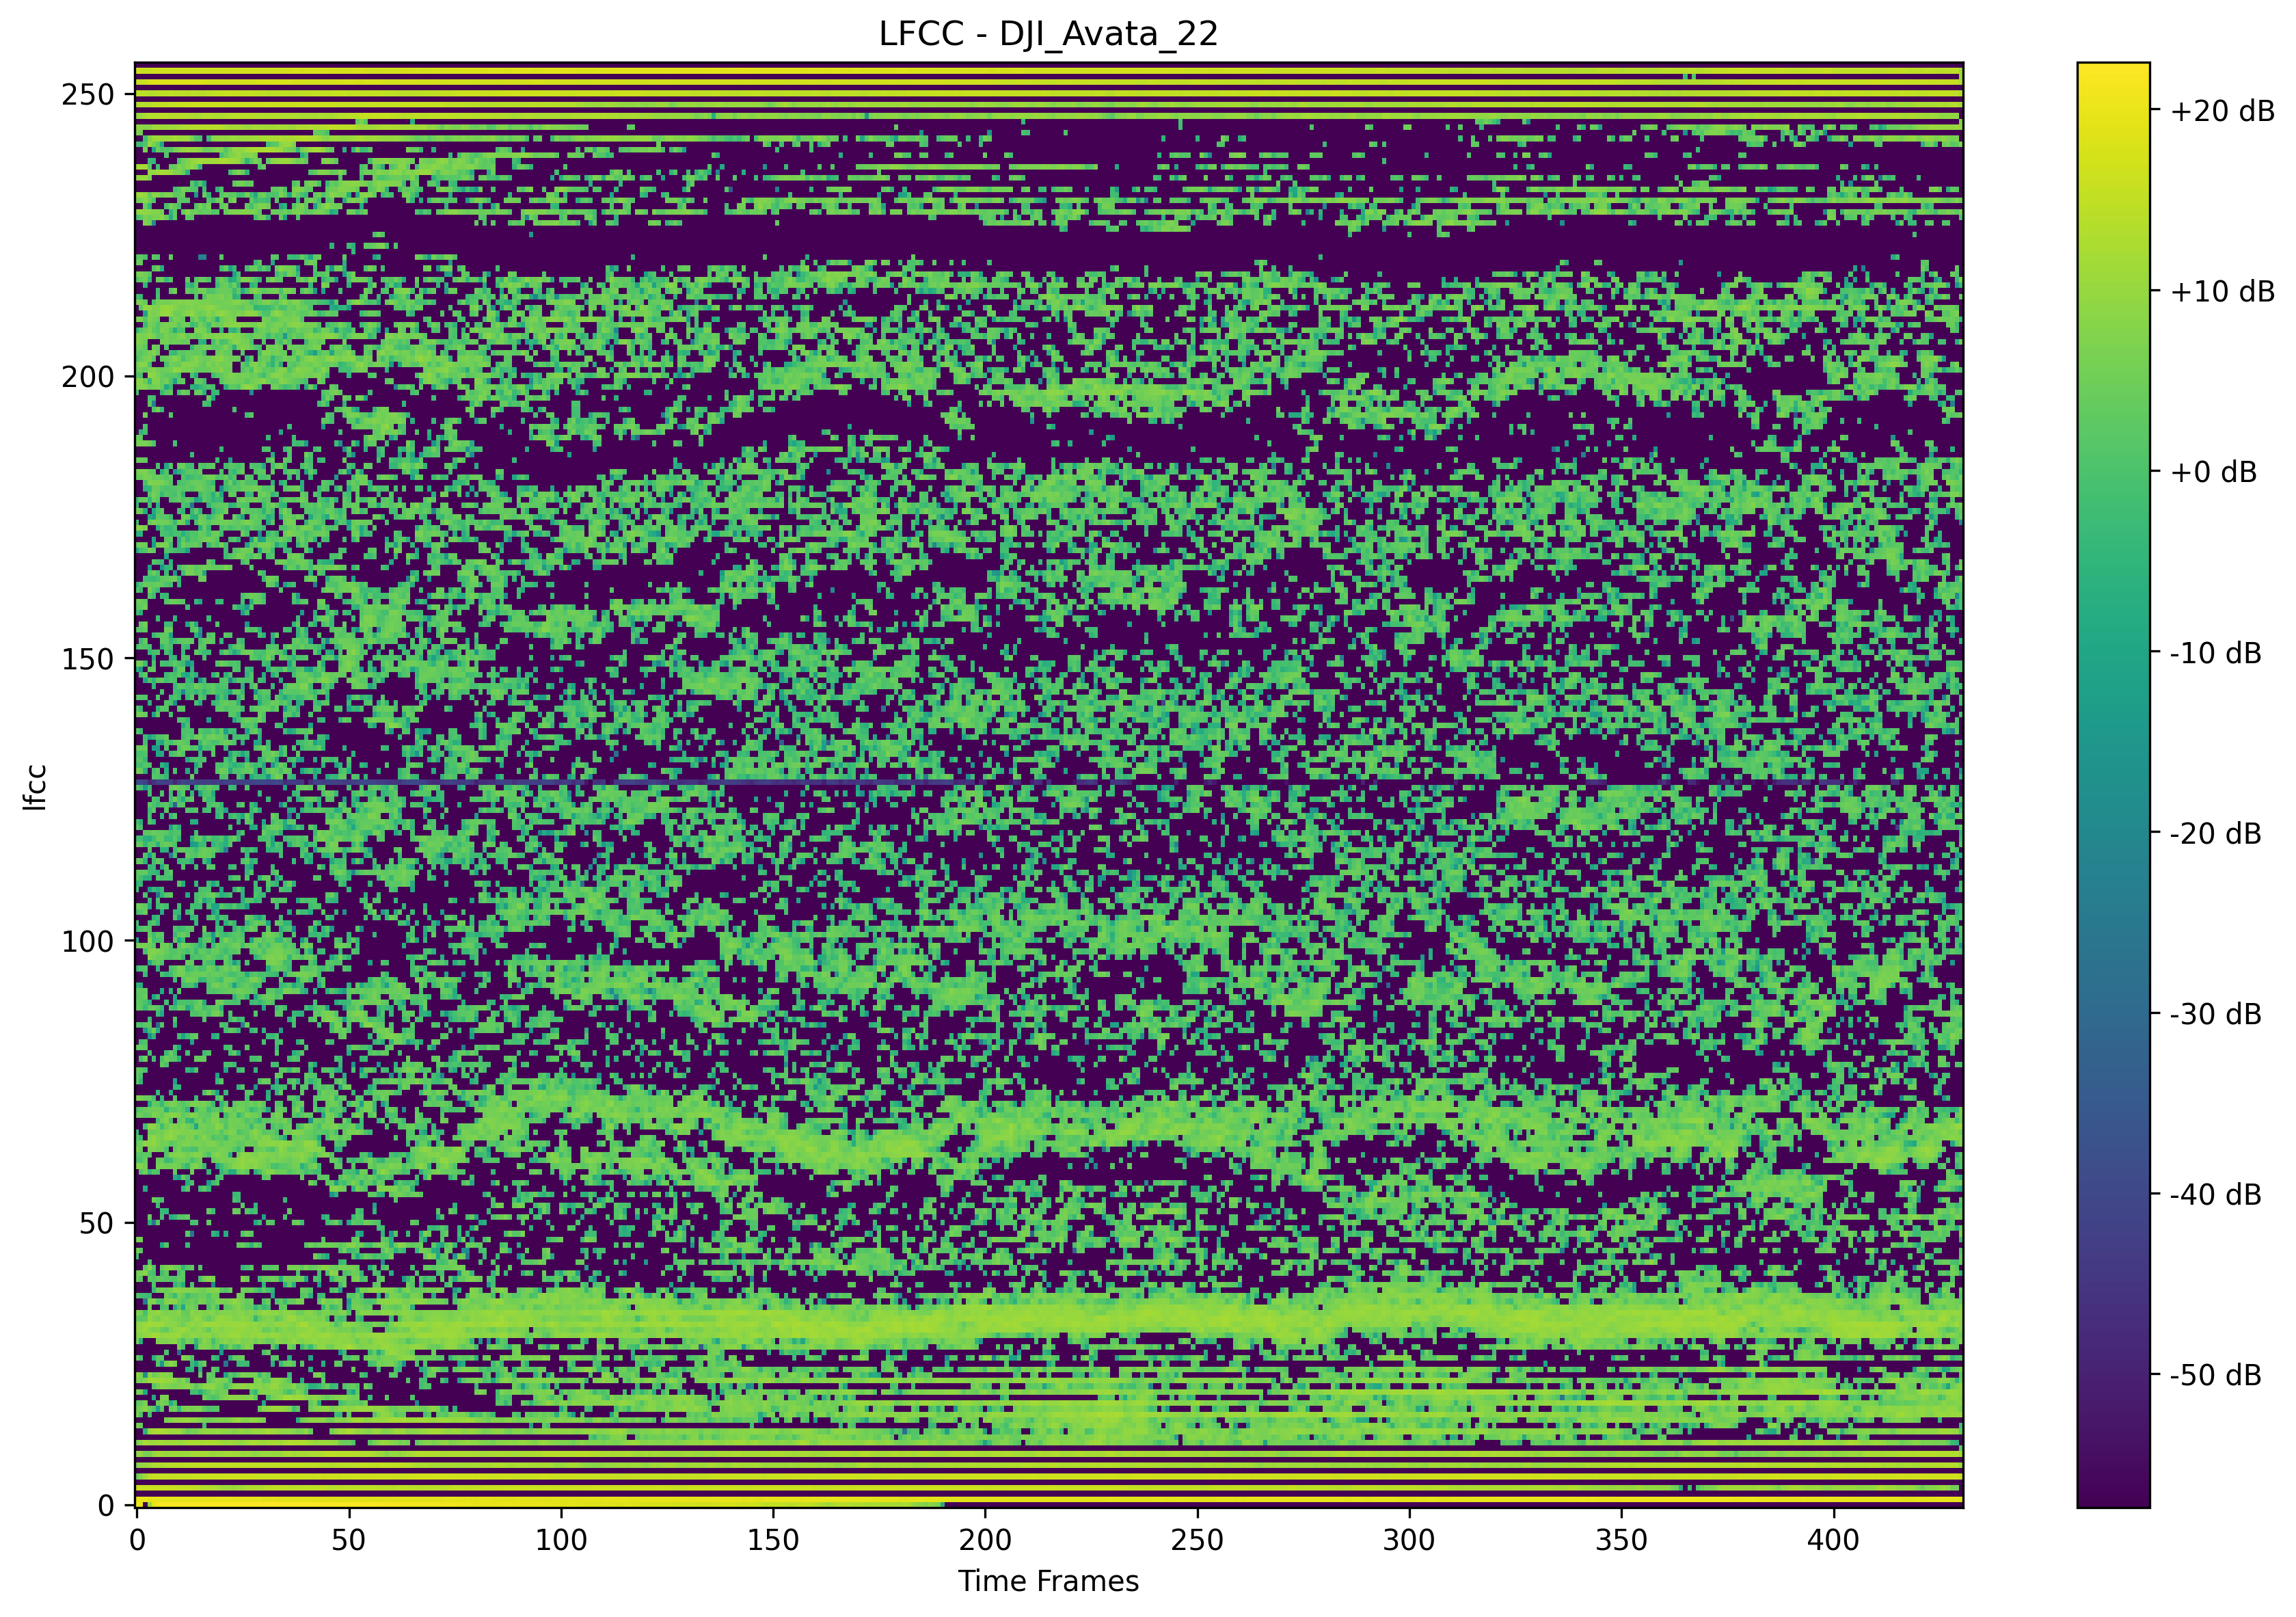 LFCC - DJI_Avata_22
250
200
150
100
50
0
lfcc
0 50 100 150 200 250 300 350 400
Time Frames
+20 dB
+10 dB
+0 dB
-10 dB
-20 dB
-30 dB
-40 dB
-50 dB